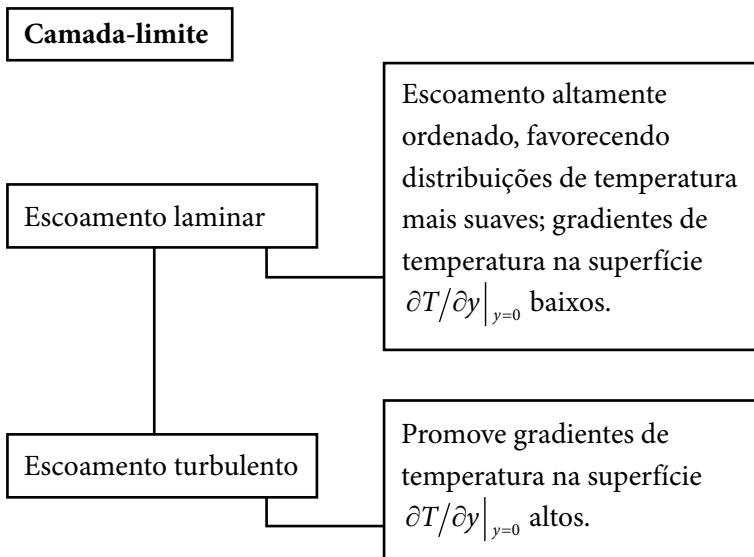 Camada-limite
Escoamento altamente
ordenado, favorecendo
distribuições de temperatura
mais suaves; gradientes de
temperatura na superfície
∂T/∂y|y=0 baixos.
Escoamento laminar
Promove gradientes de
temperatura na superfície
∂T/∂y|y=0 altos.
Escoamento turbulento